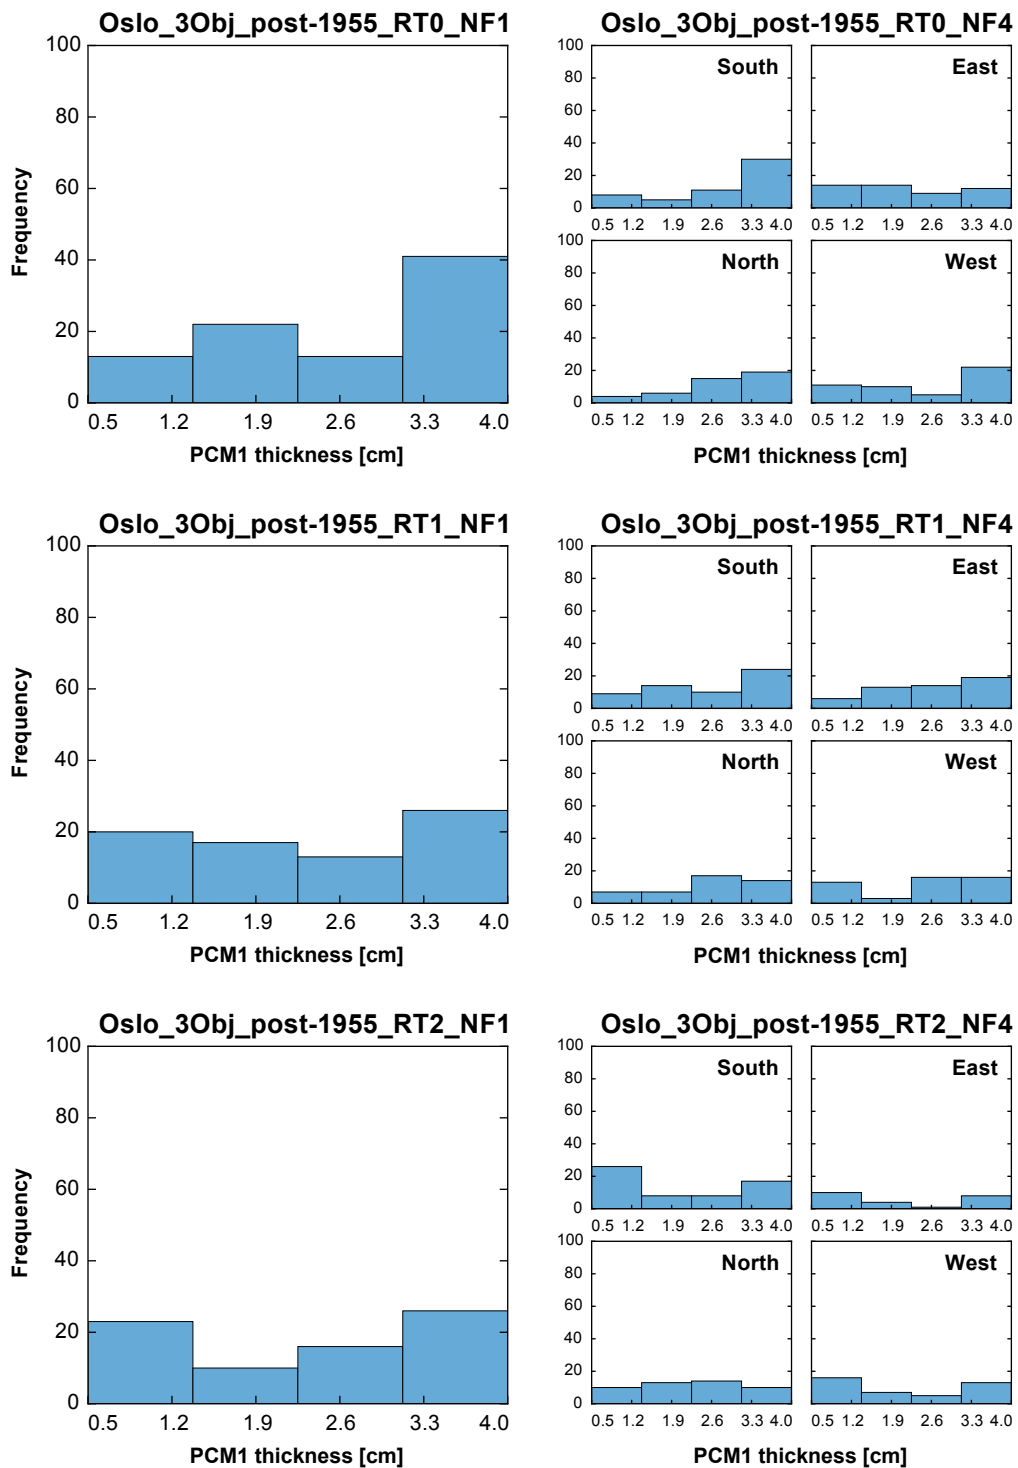 Oslo_3Obj_post-1955_RT0_NF1
100
80
60
40
20
0
Frequency
0.5 1.2 1.9 2.6 3.3 4.0
PCM1 thickness [cm]
Oslo_3Obj_post-1955_RT0_NF4
South
100
80
60
40
20
0
0.5 1.2 1.9 2.6 3.3 4.0
East
0.5 1.2 1.9 2.6 3.3 4.0
North
100
80
60
40
20
0
0.5 1.2 1.9 2.6 3.3 4.0
West
0.5 1.2 1.9 2.6 3.3 4.0
PCM1 thickness [cm]
Oslo_3Obj_post-1955_RT1_NF1
100
80
60
40
20
0
Frequency
0.5 1.2 1.9 2.6 3.3 4.0
PCM1 thickness [cm]
Oslo_3Obj_post-1955_RT1_NF4
South
100
80
60
40
20
0
0.5 1.2 1.9 2.6 3.3 4.0
East
0.5 1.2 1.9 2.6 3.3 4.0
North
100
80
60
40
20
0
0.5 1.2 1.9 2.6 3.3 4.0
West
0.5 1.2 1.9 2.6 3.3 4.0
PCM1 thickness [cm]
Oslo_3Obj_post-1955_RT2_NF1
100
80
60
40
20
0
Frequency
0.5 1.2 1.9 2.6 3.3 4.0
PCM1 thickness [cm]
Oslo_3Obj_post-1955_RT2_NF4
South
100
80
60
40
20
0
0.5 1.2 1.9 2.6 3.3 4.0
East
0.5 1.2 1.9 2.6 3.3 4.0
North
100
80
60
40
20
0
0.5 1.2 1.9 2.6 3.3 4.0
West
0.5 1.2 1.9 2.6 3.3 4.0
PCM1 thickness [cm]